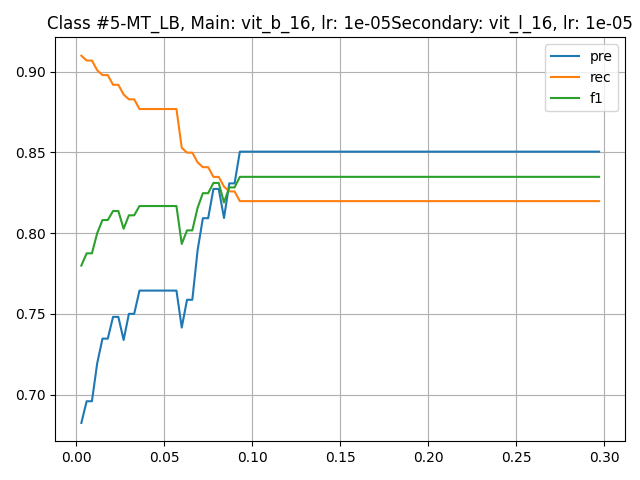 Class #5-MT_LB, Main: vit_b_16, lr: 1e-05Secondary: vit_l_16, lr: 1e-05
pre
rec
f1
0.90
0.85
0.80
0.75
0.70
0.00 0.05 0.10 0.15 0.20 0.25 0.30